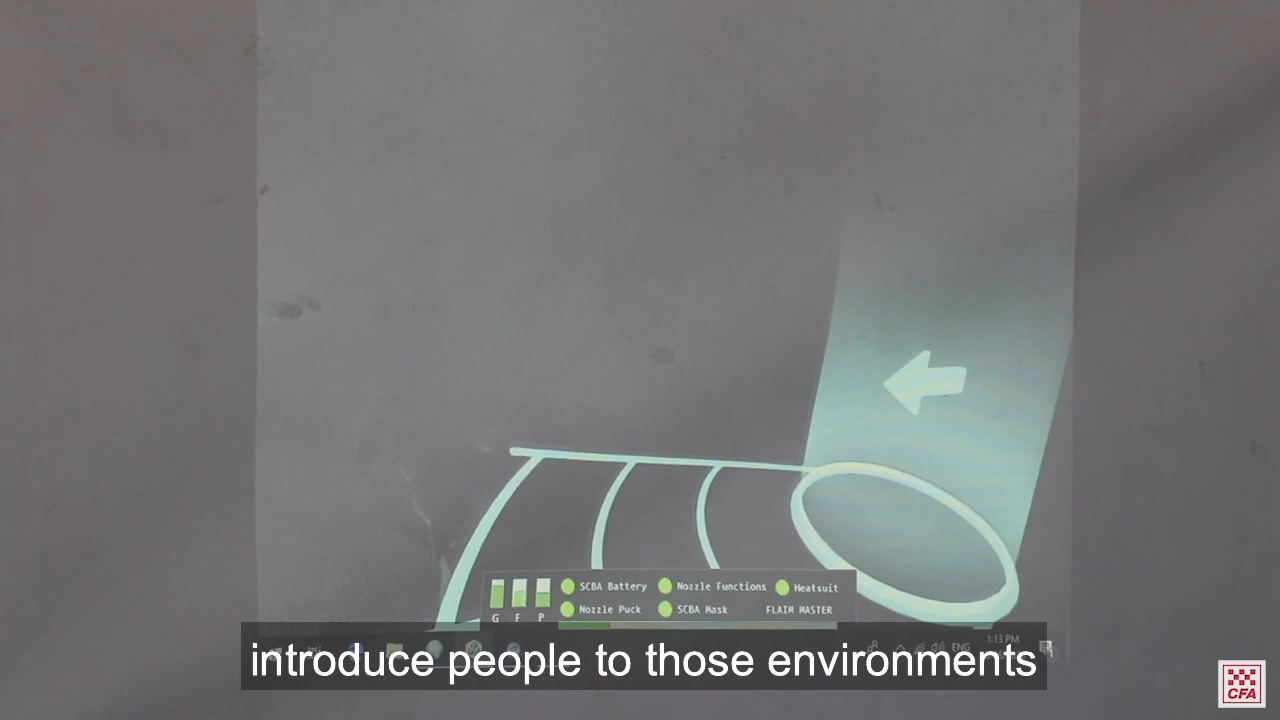 SCBA Battery
Nozzle Functions
Heatsuit
Nozzle Puck
SCBA Mask
FLAIM MASTER
G F P
ENG
1:13 PM
introduce people to those environments
CFA